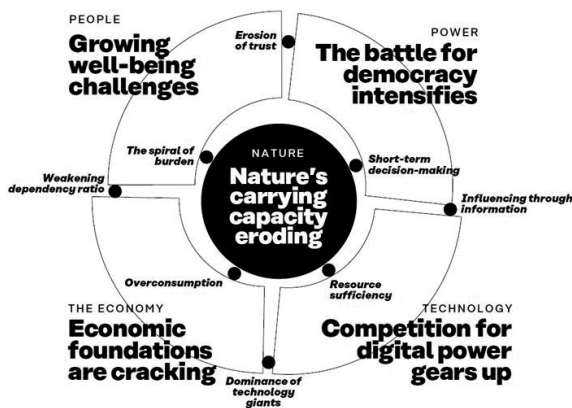 PEOPLE
Growing
well-being
challenges
Erosion
of trust
POWER
The battle for
democracy
intensifies
The spiral of
burden
NATURE
Nature's
carrying
capacity
eroding
Short-term
decision-making
Weakening
dependency ratio
Influencing through
information
Overconsumption
Resource
sufficiency
THE ECONOMY
Economic
foundations
are cracking
TECHNOLOGY
Competition for
digital power
gears up
Dominance of
technology
giants